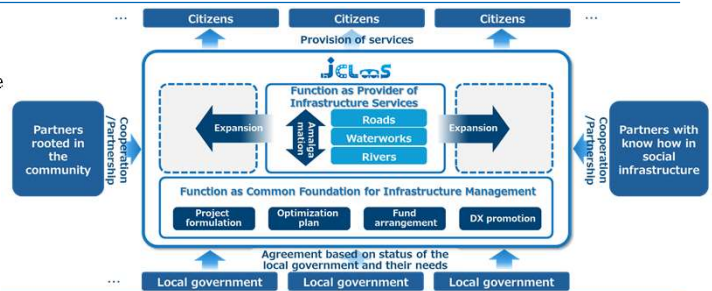 ... Citizens Citizens Citizens ...
Provision of services
JCLaaS
Function as Provider of
Infrastructure Services
Expansion
Amalga
mation
Roads
Waterworks
Rivers
Expansion
Partners
rooted in
the
community
Cooperation
/Partnership
Cooperation
/Partnership
Partners with
know how in
social
infrastructure
Function as Common Foundation for Infrastructure Management
Project
formulation
Optimization
plan
Fund
arrangement
DX promotion
Agreement based on status of the
local government and their needs
... Local government Local government Local government